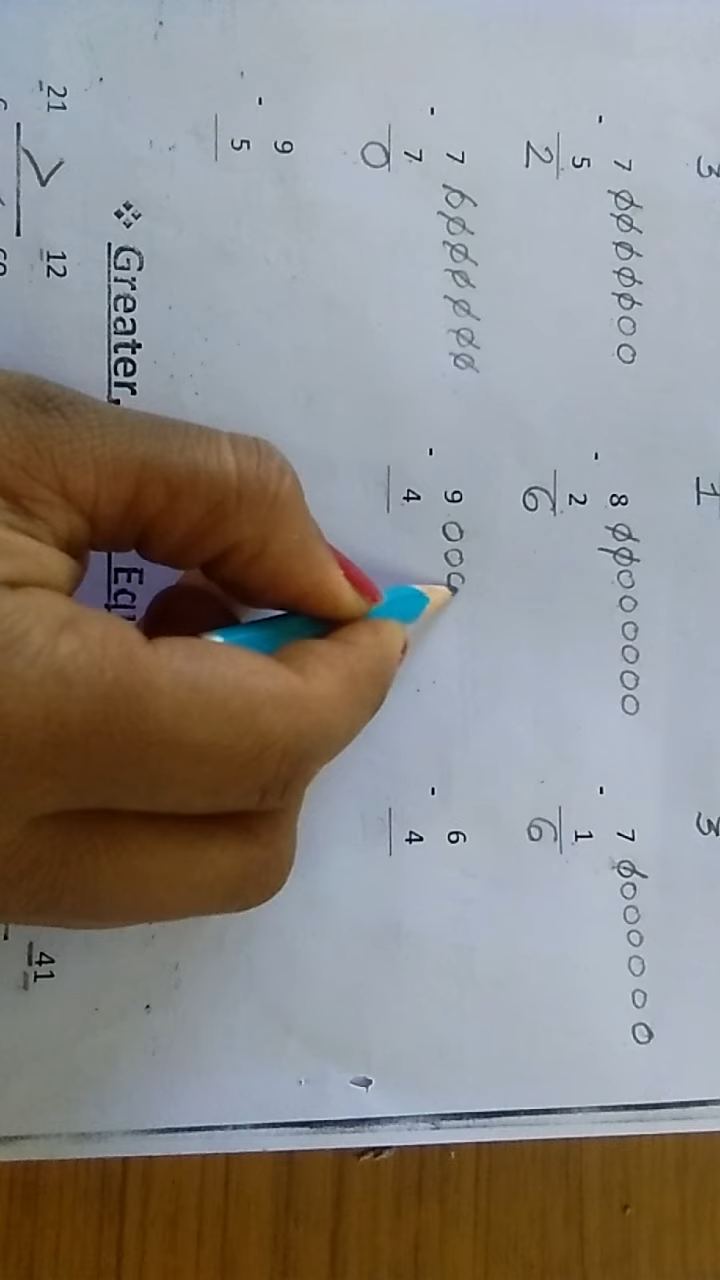 3 1 3
7 8 7
- 5 - 2 - 1
2 6 6
7 9 6
- 7 - 4 - 4
0
9
- 5
❖ Greater, Eq
21 > 12 41